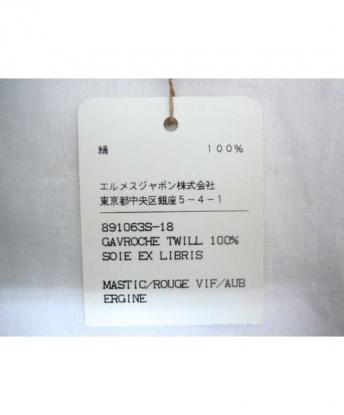 絹 100%
エルメスジャポン株式会社
東京都中央区銀座5-4-1
891063S-18
GAVROCHE TWILL 100%
SOIE EX LIBRIS
MASTIC/ROUGE VIF/AUB
ERGINE